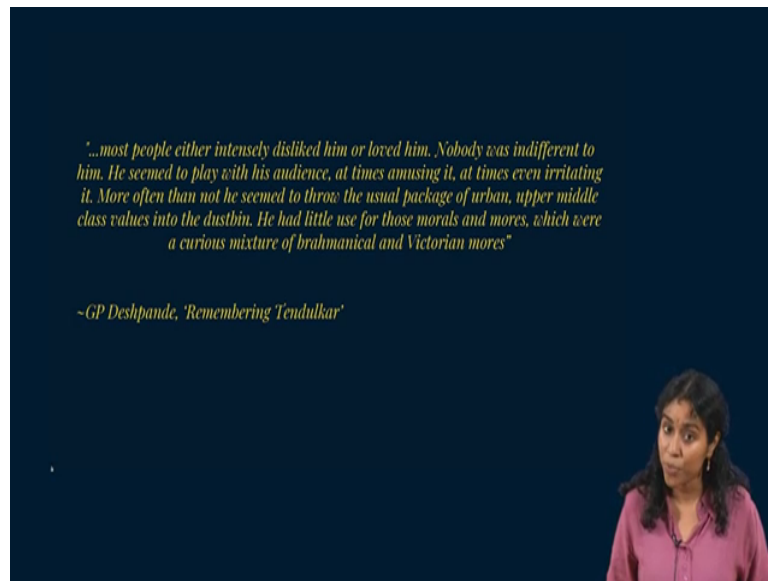 "...most people either intensely disliked him or loved him. Nobody was indifferent to
him. He seemed to play with his audience, at times amusing it, at times even irritating
it. More often than not he seemed to throw the usual package of urban, upper middle
class values into the dustbin. He had little use for those morals and mores, which were
a curious mixture of brahmanical and Victorian mores"
~GP Deshpande, 'Remembering Tendulkar'